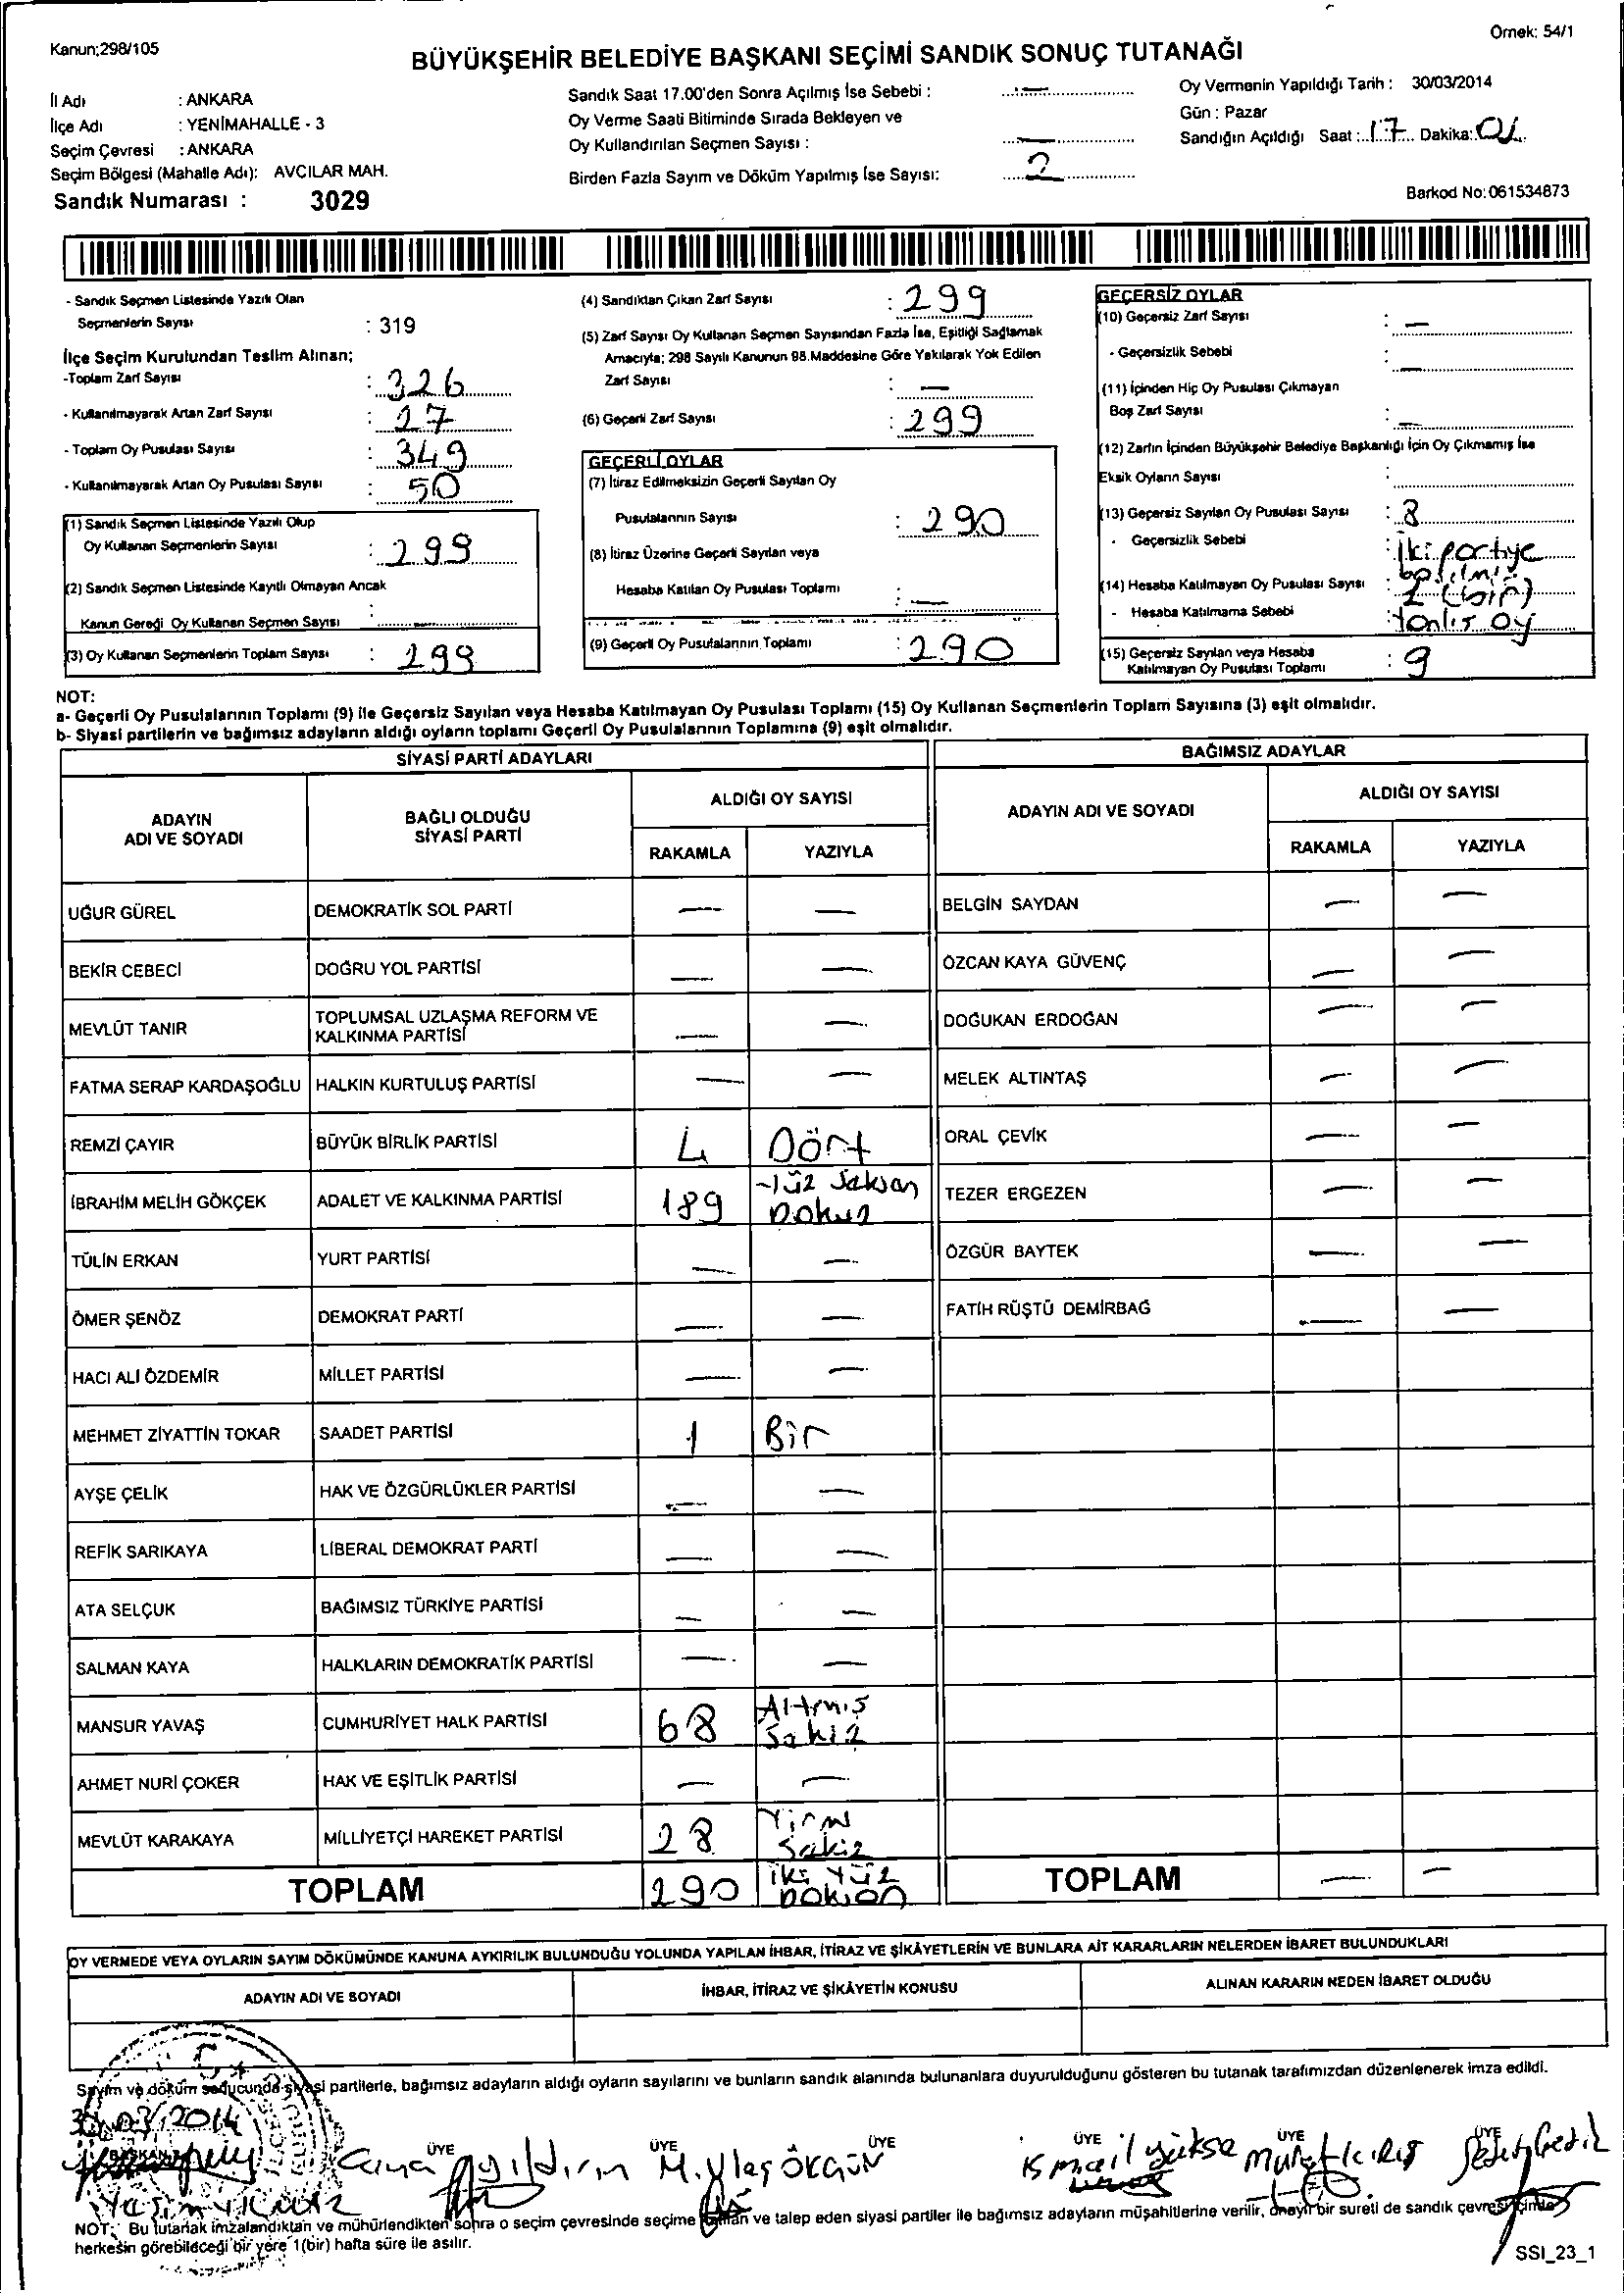 Kanun;298/105
Örnek: 54/1
BÜYÜKŞEHİR BELEDİYE BAŞKANI SEÇİMİ SANDIK SONUÇ TUTANAĞI
İl Adı : ANKARA
İlçe Adı : YENİMAHALLE - 3
Seçim Çevresi : ANKARA
Seçim Bölgesi (Mahalle Adı): AVCILAR MAH.
Sandık Numarası : 3029
Sandık Saat 17.00'den Sonra Açılmış İse Sebebi : —
Oy Verme Saati Bitiminde Sırada Bekleyen ve
Oy Kullandırılan Seçmen Sayısı : —
Birden Fazla Sayım ve Döküm Yapılmış İse Sayısı: 2
Oy Vermenin Yapıldığı Tarih : 30/03/2014
Gün : Pazar
Sandığın Açıldığı Saat : 17 Dakika: 01
Barkod No: 061534873
- Sandık Seçmen Listesinde Yazılı Olan
Seçmenlerin Sayısı : 319
İlçe Seçim Kurulundan Teslim Alınan;
-Toplam Zarf Sayısı : 326
- Kullanılmayarak Artan Zarf Sayısı : 27
- Toplam Oy Pusulası Sayısı : 349
- Kullanılmayarak Artan Oy Pusulası Sayısı : 50
(1) Sandık Seçmen Listesinde Yazılı Olup
Oy Kullanan Seçmenlerin Sayısı : 299
(2) Sandık Seçmen Listesinde Kayıtlı Olmayan Ancak
Kanun Gereği Oy Kullanan Seçmen Sayısı :
(3) Oy Kullanan Seçmenlerin Toplam Sayısı : 299
(4) Sandıktan Çıkan Zarf Sayısı : 299
(5) Zarf Sayısı Oy Kullanan Seçmen Sayısından Fazla İse, Eşitliği Sağlamak
Amacıyla; 298 Sayılı Kanunun 98.Maddesine Göre Yakılarak Yok Edilen
Zarf Sayısı : —
(6) Geçerli Zarf Sayısı : 299
GEÇERLİ OYLAR
(7) İtiraz Edilmeksizin Geçerli Sayılan Oy
Pusulalarının Sayısı : 290
(8) İtiraz Üzerine Geçerli Sayılan veya
Hesaba Katılan Oy Pusulası Toplamı : —
(9) Geçerli Oy Pusulalarının Toplamı : 290
GEÇERSİZ OYLAR
(10) Geçersiz Zarf Sayısı : —
- Geçersizlik Sebebi : —
(11) İçinden Hiç Oy Pusulası Çıkmayan
Boş Zarf Sayısı : —
(12) Zarfın İçinden Büyükşehir Belediye Başkanlığı İçin Oy Çıkmamış İse
Eksik Oyların Sayısı :
(13) Geçersiz Sayılan Oy Pusulası Sayısı : 8
- Geçersizlik Sebebi : iki partiye
(14) Hesaba Katılmayan Oy Pusulası Sayısı : 1 (bir)
- Hesaba Katılmama Sebebi : oy
(15) Geçersiz Sayılan veya Hesaba
Katılmayan Oy Pusulası Toplamı : 9
NOT:
a- Geçerli Oy Pusulalarının Toplamı (9) ile Geçersiz Sayılan veya Hesaba Katılmayan Oy Pusulası Toplamı (15) Oy Kullanan Seçmenlerin Toplam Sayısına (3) eşit olmalıdır.
b- Siyasi partilerin ve bağımsız adayların aldığı oyların toplamı Geçerli Oy Pusulalarının Toplamına (9) eşit olmalıdır.
SİYASİ PARTİ ADAYLARI
ADAYIN
ADI VE SOYADI
BAĞLI OLDUĞU
SİYASİ PARTİ
ALDIĞI OY SAYISI
RAKAMLA YAZIYLA
UĞUR GÜREL DEMOKRATİK SOL PARTİ — —
BEKİR CEBECİ DOĞRU YOL PARTİSİ — —
MEVLÜT TANIR TOPLUMSAL UZLAŞMA REFORM VE
KALKINMA PARTİSİ — —
FATMA SERAP KARDAŞOĞLU HALKIN KURTULUŞ PARTİSİ — —
REMZİ ÇAYIR BÜYÜK BİRLİK PARTİSİ 4 Dört
İBRAHİM MELİH GÖKÇEK ADALET VE KALKINMA PARTİSİ 189 Yüz Seksen
Dokuz
TÜLİN ERKAN YURT PARTİSİ — —
ÖMER ŞENÖZ DEMOKRAT PARTİ — —
HACI ALİ ÖZDEMİR MİLLET PARTİSİ — —
MEHMET ZİYATTİN TOKAR SAADET PARTİSİ 1 Bir
AYŞE ÇELİK HAK VE ÖZGÜRLÜKLER PARTİSİ — —
REFİK SARIKAYA LİBERAL DEMOKRAT PARTİ — —
ATA SELÇUK BAĞIMSIZ TÜRKİYE PARTİSİ — —
SALMAN KAYA HALKLARIN DEMOKRATİK PARTİSİ — —
MANSUR YAVAŞ CUMHURİYET HALK PARTİSİ 68 Altmış
Sekiz
AHMET NURİ ÇOKER HAK VE EŞİTLİK PARTİSİ — —
MEVLÜT KARAKAYA MİLLİYETÇİ HAREKET PARTİSİ 28 Yirmi
Sekiz
TOPLAM 290 iki Yüz
Doksan
BAĞIMSIZ ADAYLAR
ADAYIN ADI VE SOYADI
ALDIĞI OY SAYISI
RAKAMLA YAZIYLA
BELGİN SAYDAN — —
ÖZCAN KAYA GÜVENÇ — —
DOĞUKAN ERDOĞAN — —
MELEK ALTINTAŞ — —
ORAL ÇEVİK — —
TEZER ERGEZEN — —
ÖZGÜR BAYTEK — —
FATİH RÜŞTÜ DEMİRBAĞ — —
TOPLAM — —
OY VERMEDE VEYA OYLARIN SAYIM DÖKÜMÜNDE KANUNA AYKIRILIK BULUNDUĞU YOLUNDA YAPILAN İHBAR, İTİRAZ VE ŞİKÂYETLERİN VE BUNLARA AİT KARARLARIN NELERDEN İBARET BULUNDUKLARI
ADAYIN ADI VE SOYADI İHBAR, İTİRAZ VE ŞİKÂYETİN KONUSU ALINAN KARARIN NEDEN İBARET OLDUĞU
Sayım ve döküm sonucunda siyasi partilerle, bağımsız adayların aldığı oyların sayılarını ve bunların sandık alanında bulunanlara duyurulduğunu gösteren bu tutanak tarafımızdan düzenlenerek imza edildi.
30/03/2014
BAŞKAN ÜYE ÜYE ÜYE ÜYE ÜYE ÜYE
NOT: Bu tutanak imzalandıktan ve mühürlendikten sonra o seçim çevresinde seçime katılan ve talep eden siyasi partiler ile bağımsız adayların müşahitlerine verilir, onaylı bir sureti de sandık çevresi içinde
herkesin görebileceği bir yere 1(bir) hafta süre ile asılır.
SSI_23_1